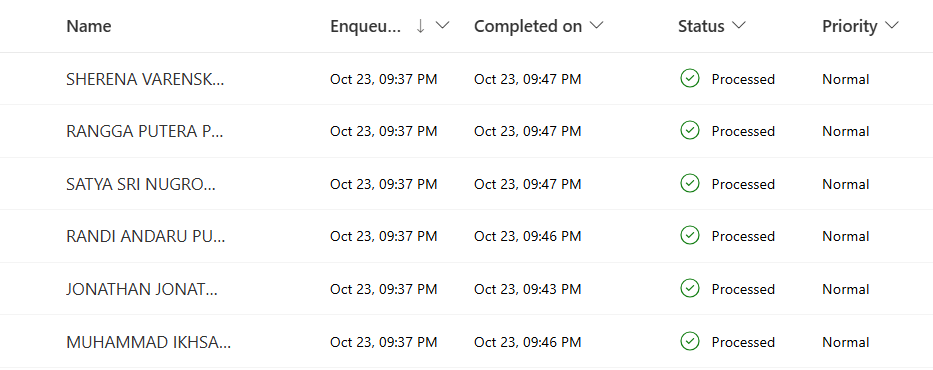 Name Enqueu... Completed on Status Priority
SHERENA VARENSK... Oct 23, 09:37 PM Oct 23, 09:47 PM Processed Normal
RANGGA PUTERA P... Oct 23, 09:37 PM Oct 23, 09:47 PM Processed Normal
SATYA SRI NUGRO... Oct 23, 09:37 PM Oct 23, 09:47 PM Processed Normal
RANDI ANDARU PU... Oct 23, 09:37 PM Oct 23, 09:46 PM Processed Normal
JONATHAN JONAT... Oct 23, 09:37 PM Oct 23, 09:43 PM Processed Normal
MUHAMMAD IKHSA... Oct 23, 09:37 PM Oct 23, 09:46 PM Processed Normal